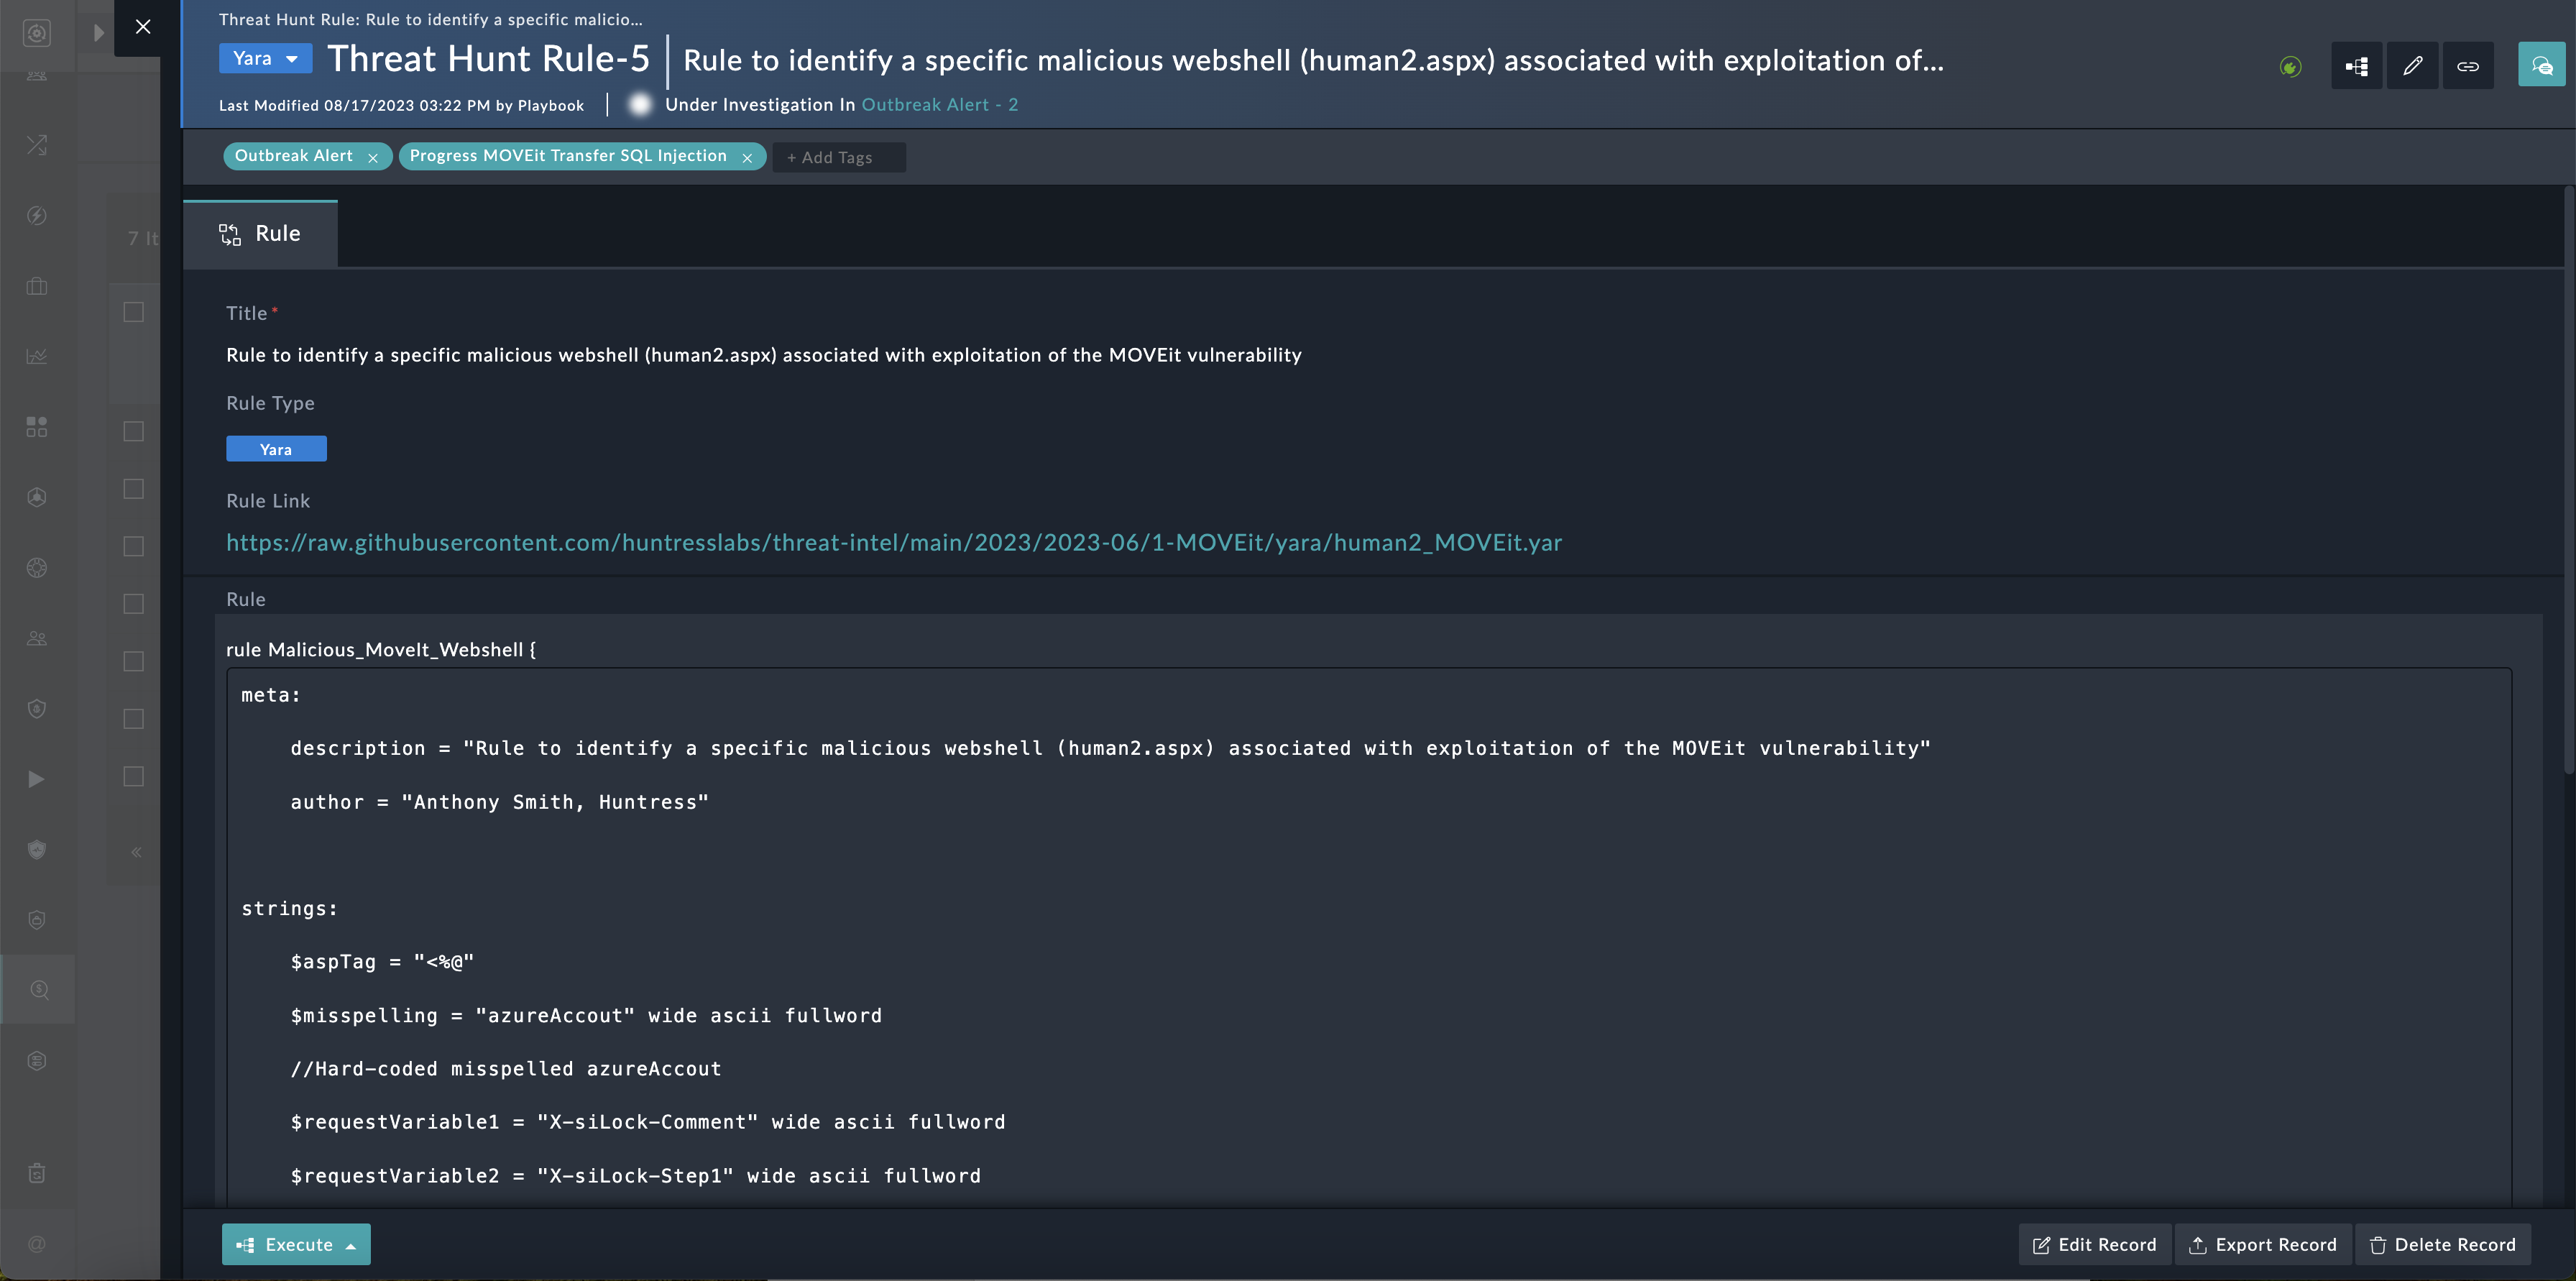 Threat Hunt Rule: Rule to identify a specific malicio...
Yara
Threat Hunt Rule-5
Rule to identify a specific malicious webshell (human2.aspx) associated with exploitation of...
Last Modified 08/17/2023 03:22 PM by Playbook
Under Investigation In Outbreak Alert - 2
Outbreak Alert ×
Progress MOVEit Transfer SQL Injection ×
+ Add Tags
7 It
Rule
Title*
Rule to identify a specific malicious webshell (human2.aspx) associated with exploitation of the MOVEit vulnerability
Rule Type
Yara
Rule Link
https://raw.githubusercontent.com/huntresslabs/threat-intel/main/2023/2023-06/1-MOVEit/yara/human2_MOVEit.yar
Rule
rule Malicious_MoveIt_Webshell {
meta:
description = "Rule to identify a specific malicious webshell (human2.aspx) associated with exploitation of the MOVEit vulnerability"
author = "Anthony Smith, Huntress"
strings:
$aspTag = "<%@"
$misspelling = "azureAccout" wide ascii fullword
//Hard-coded misspelled azureAccout
$requestVariable1 = "X-siLock-Comment" wide ascii fullword
$requestVariable2 = "X-siLock-Step1" wide ascii fullword
Execute
Edit Record
Export Record
Delete Record